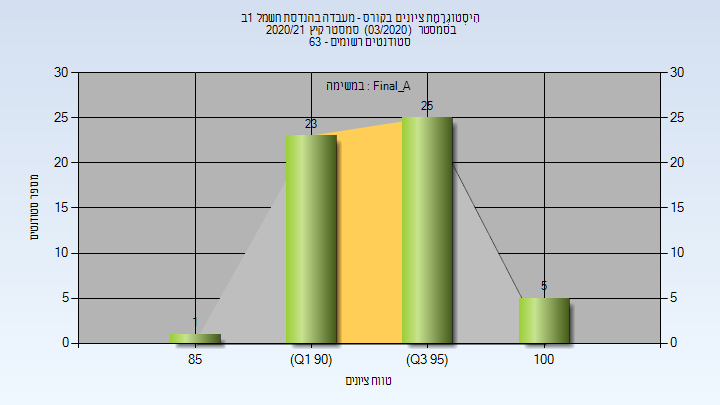 היסטוגרמת ציונים בקורס - מעבדה בהנדסת חשמל 1ב
בסמסטר (03/2020) סמסטר קיץ 2020/21
סטודנטים רשומים - 63
במשימה : Final_A
30 30
25 25
20 20
15 15
10 10
5 5
0 0
1 23 25 5
מספר סטודנטים
85 (Q1 90) (Q3 95) 100
טווח ציונים